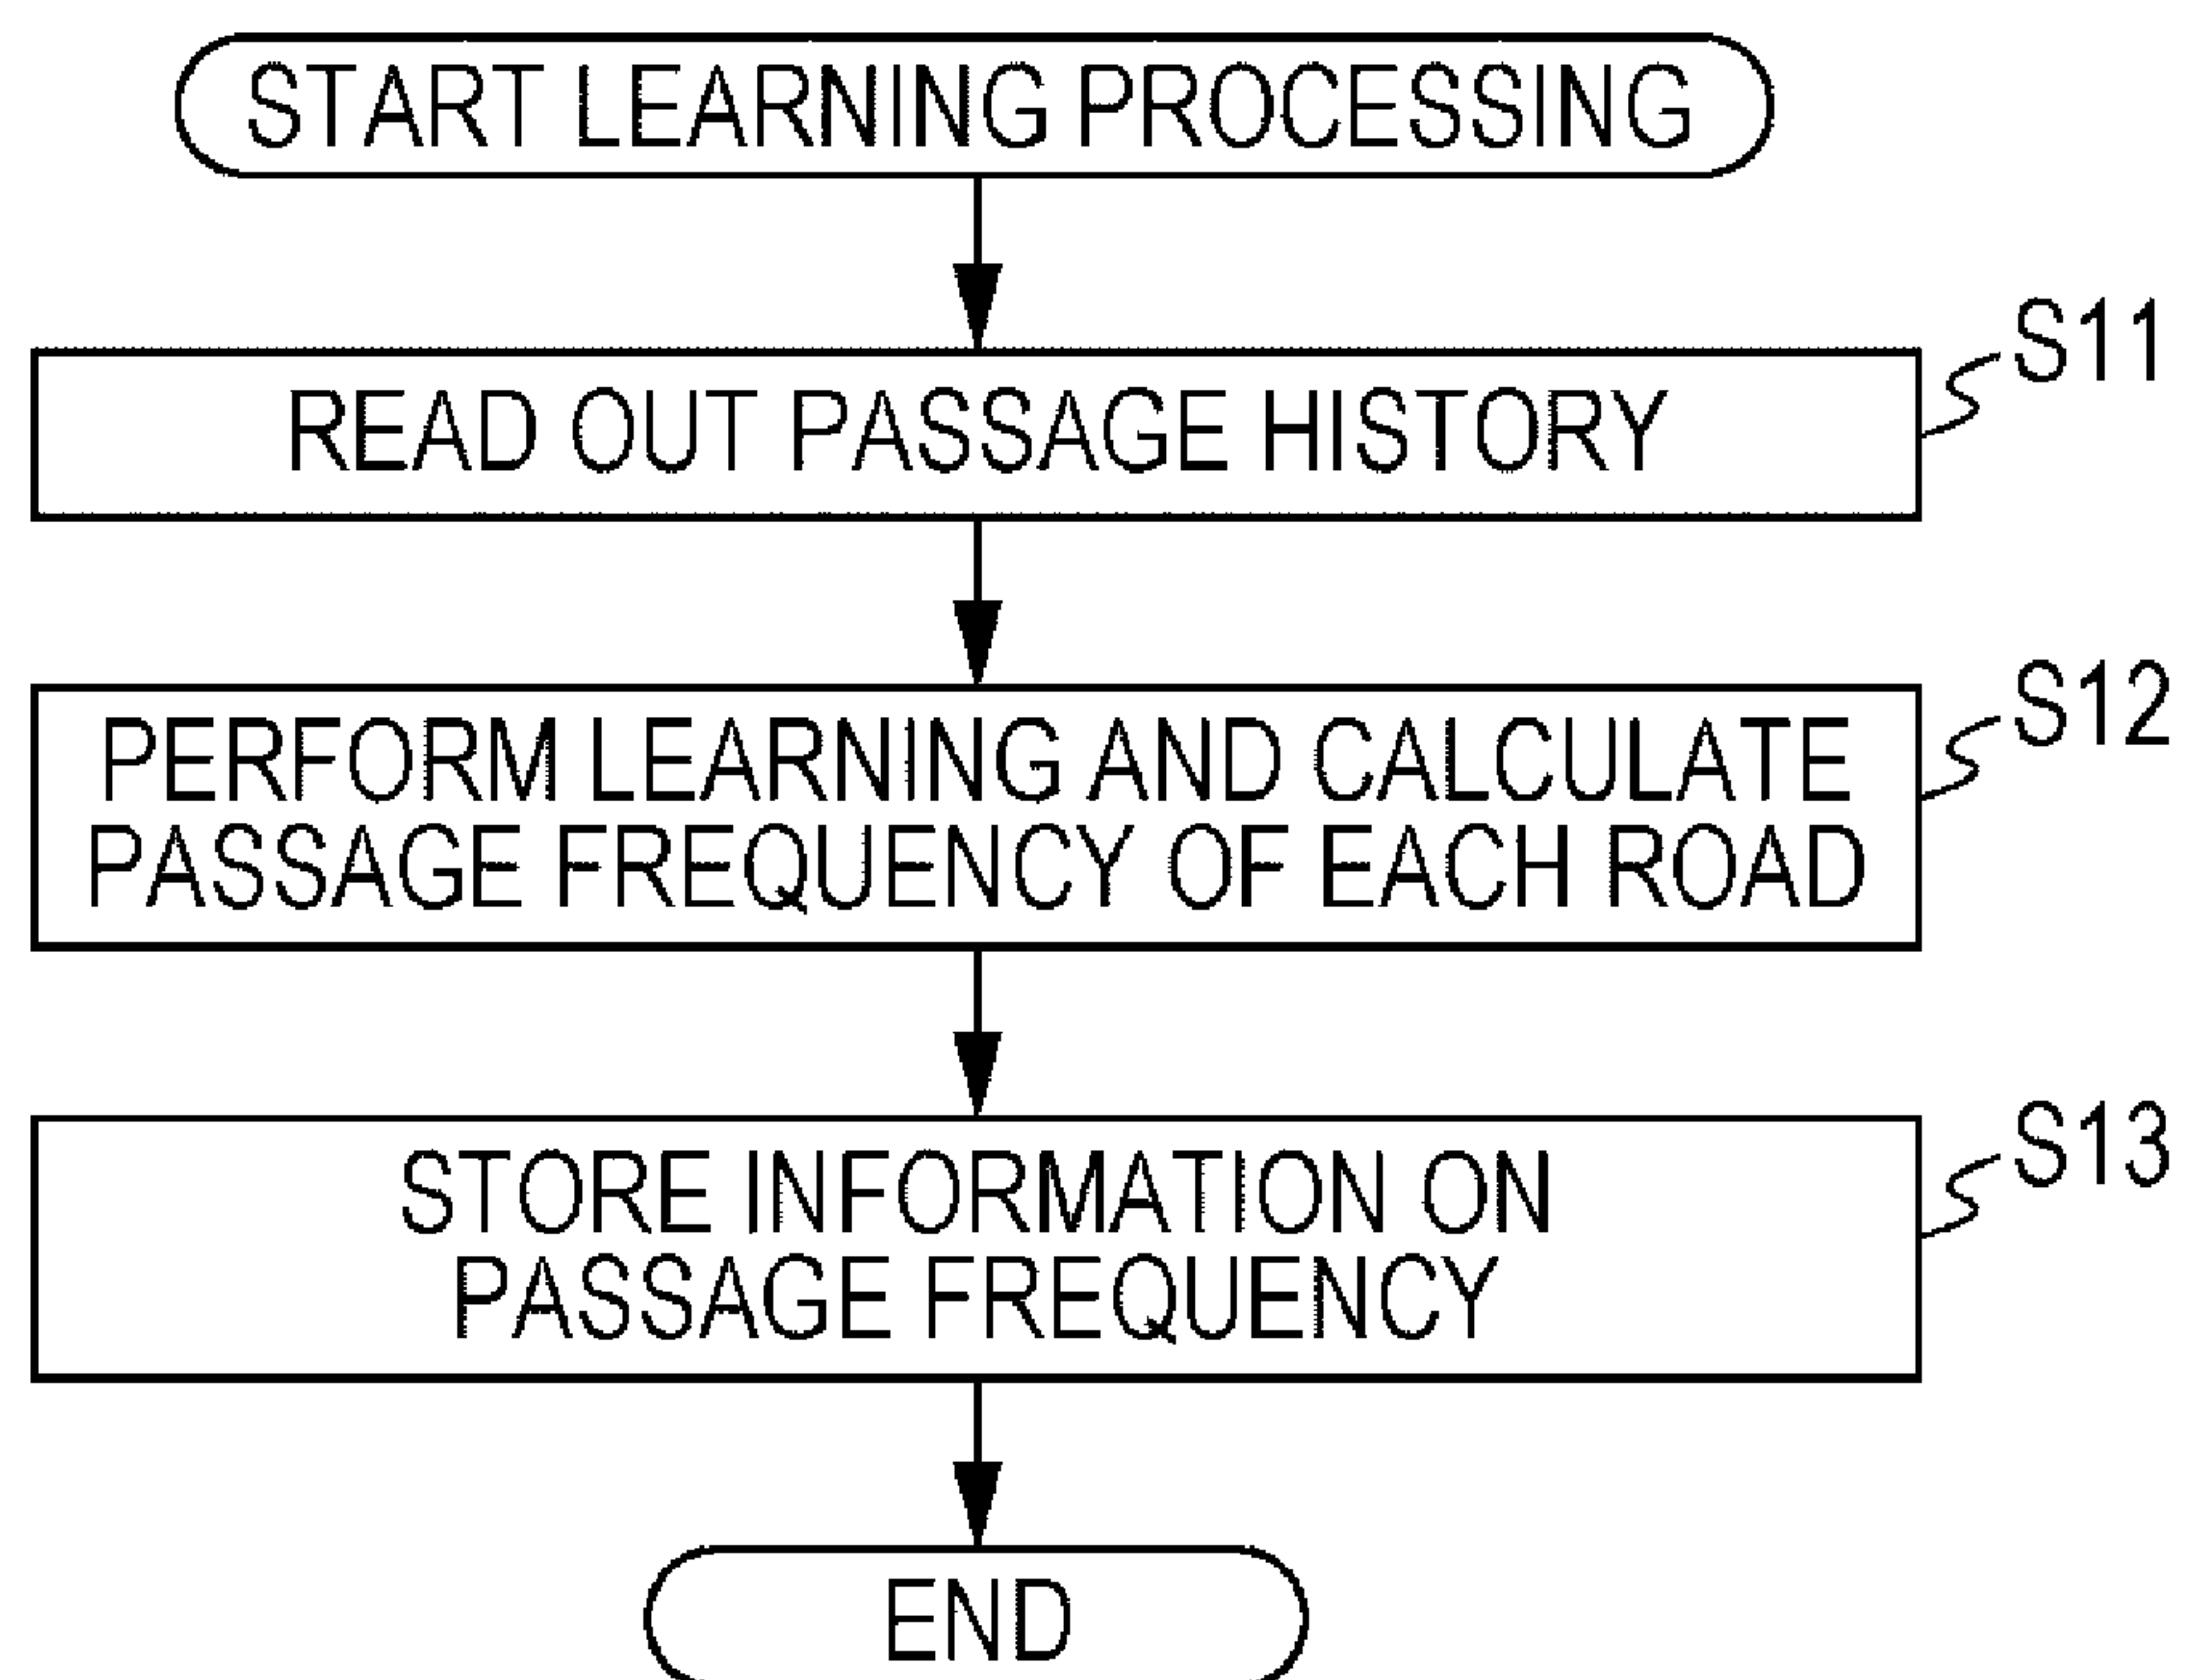 START LEARNING PROCESSING
S11
READ OUT PASSAGE HISTORY
S12
PERFORM LEARNING AND CALCULATE
PASSAGE FREQUENCY OF EACH ROAD
S13
STORE INFORMATION ON
PASSAGE FREQUENCY
END